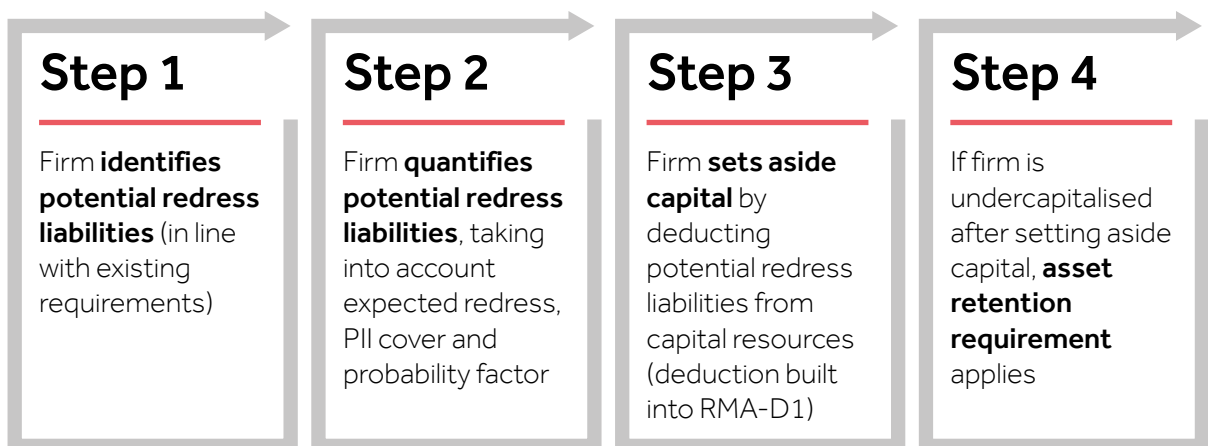 Step 1
Firm identifies
potential redress
liabilities (in line
with existing
requirements)
Step 2
Firm quantifies
potential redress
liabilities, taking
into account
expected redress,
PII cover and
probability factor
Step 3
Firm sets aside
capital by
deducting
potential redress
liabilities from
capital resources
(deduction built
into RMA-D1)
Step 4
If firm is
undercapitalised
after setting aside
capital, asset
retention
requirement
applies